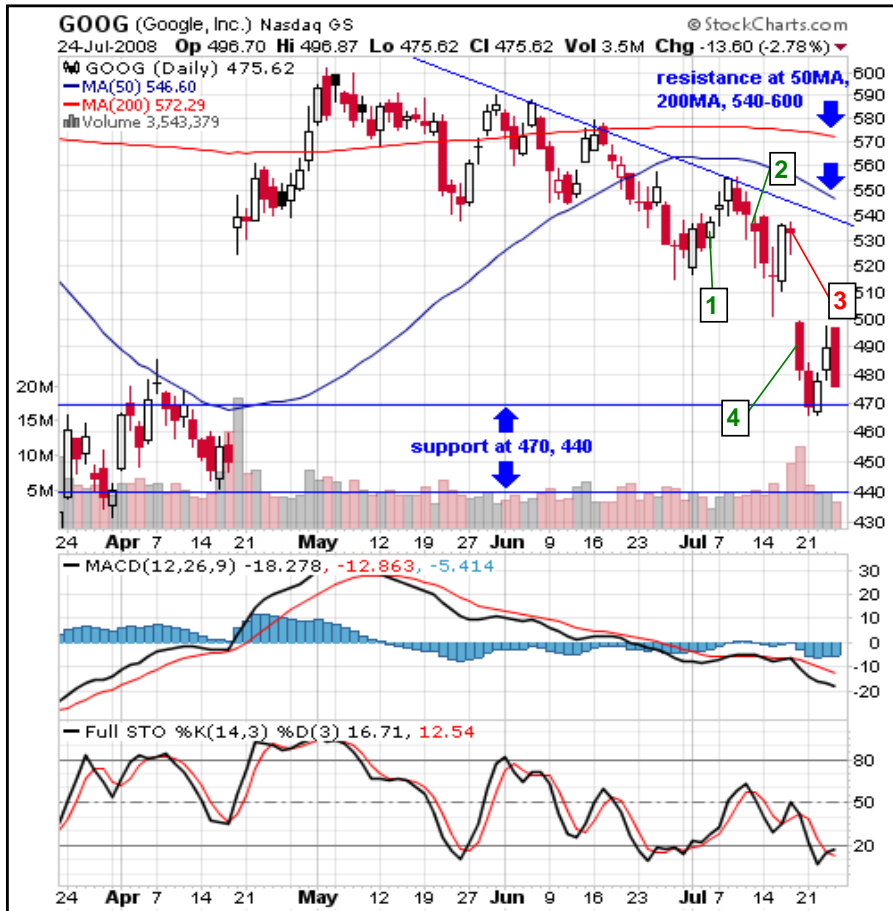 GOOG (Google, Inc.) Nasdaq GS © StockCharts.com
24-Jul-2008 Op 496.70 Hi 496.87 Lo 475.62 Cl 475.62 Vol 3.5M Chg -13.60 (-2.78%)
GOOG (Daily) 475.62
MA(50) 546.60
MA(200) 572.29
Volume 3,543,379
resistance at 50MA,
200MA, 540-600
600
590
580
570
560
550
540
530
520
510
500
490
480
470
460
450
440
430
20M
15M
10M
5M
1
2
3
4
support at 470, 440
24 Apr 7 14 21 May 12 19 27 Jun 9 16 23 Jul 7 14 21
MACD(12,26,9) -18.278, -12.863, -5.414
30
20
10
0
-10
-20
Full STO %K(14,3) %D(3) 16.71, 12.54
80
50
20
24 Apr 7 14 21 May 12 19 27 Jun 9 16 23 Jul 7 14 21